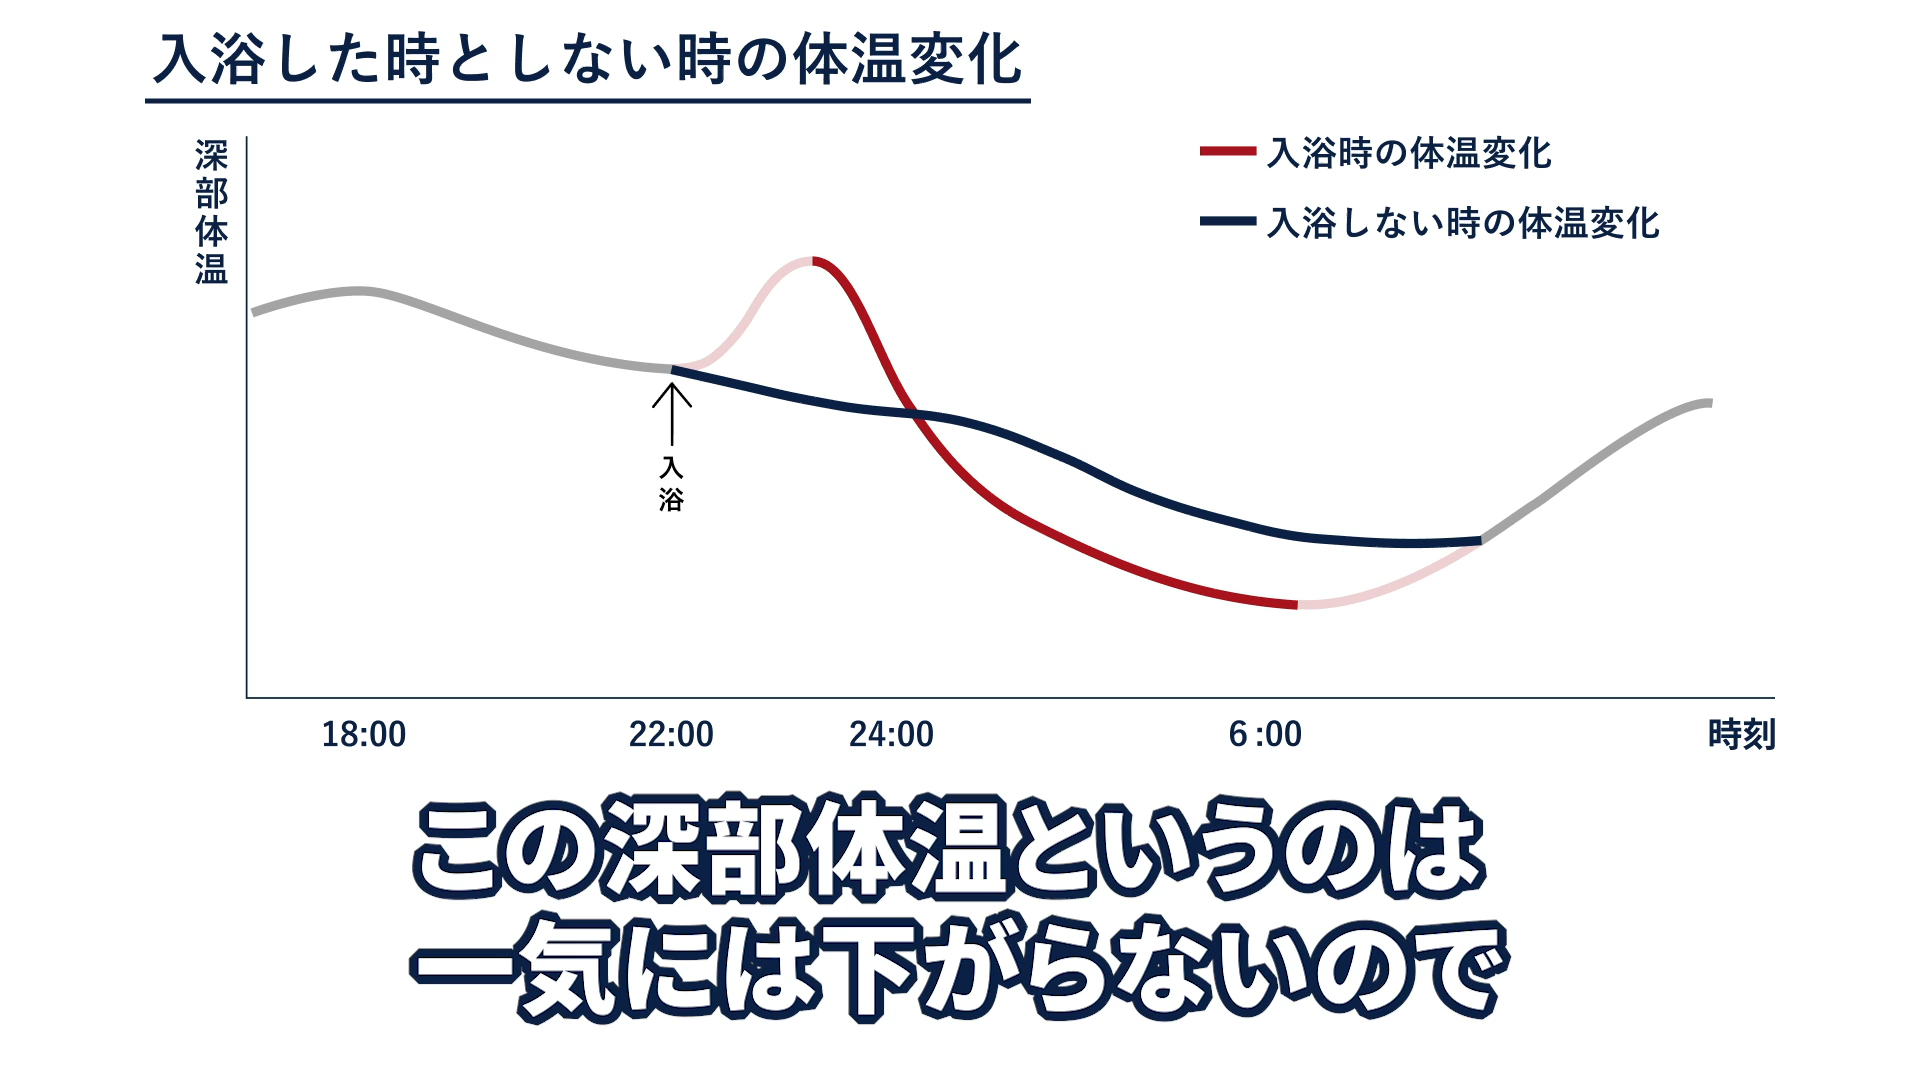 入浴した時としない時の体温変化
深部体温
入浴時の体温変化
入浴しない時の体温変化
入浴
18:00
22:00
24:00
6:00
時刻
この深部体温というのは
一気には下がらないので